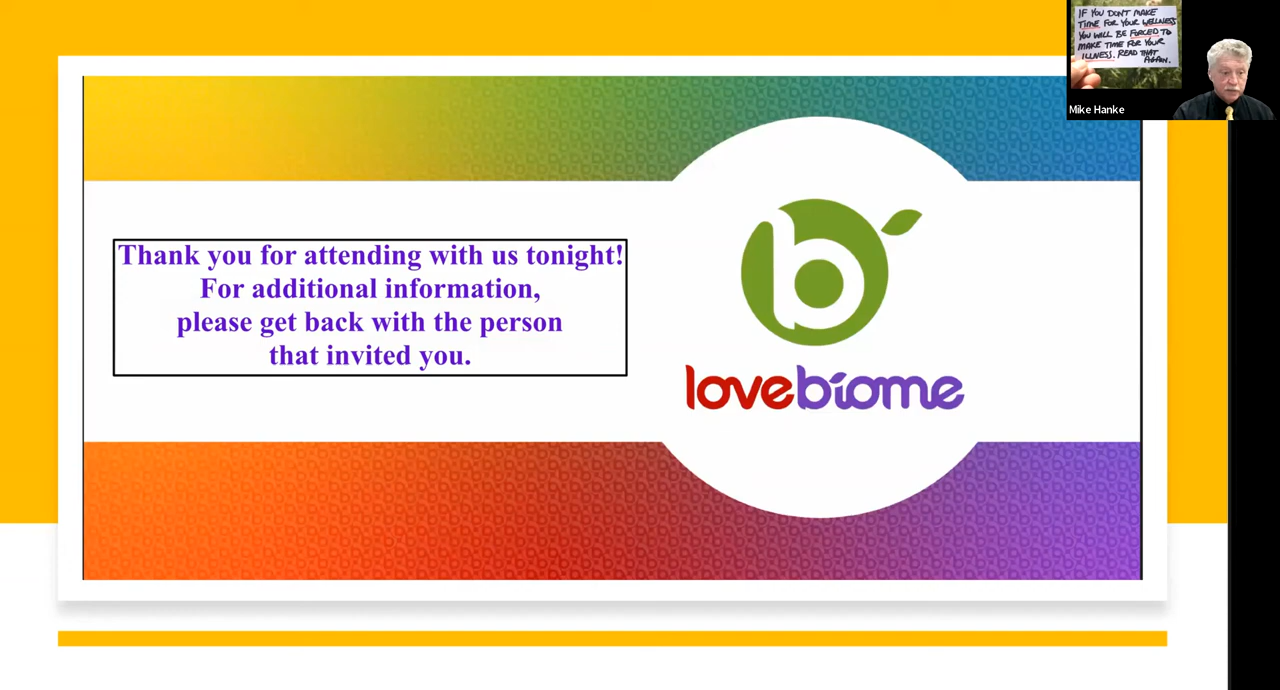 IF YOU DON'T MAKE
TIME FOR YOUR WELLNESS
YOU WILL BE FORCED TO
MAKE TIME FOR YOUR
ILLNESS. READ THAT
AGAIN.
Mike Hanke
Thank you for attending with us tonight!
For additional information,
please get back with the person
that invited you.
b
lovebiome